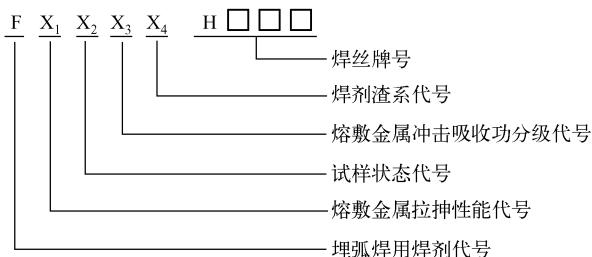 F X₁ X₂ X₃ X₄ H□□□
焊丝牌号
焊剂渣系代号
熔敷金属冲击吸收功分级代号
试样状态代号
熔敷金属拉抻性能代号
埋弧焊用焊剂代号